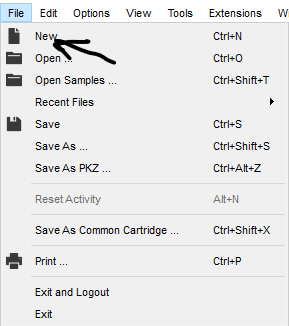 File Edit Options View Tools Extensions
New Ctrl+N
Open ... Ctrl+O
Open Samples ... Ctrl+Shift+T
Recent Files
Save Ctrl+S
Save As ... Ctrl+Shift+S
Save As PKZ ... Ctrl+Alt+Z
Reset Activity Alt+N
Save As Common Cartridge ... Ctrl+Shift+X
Print ... Ctrl+P
Exit and Logout
Exit